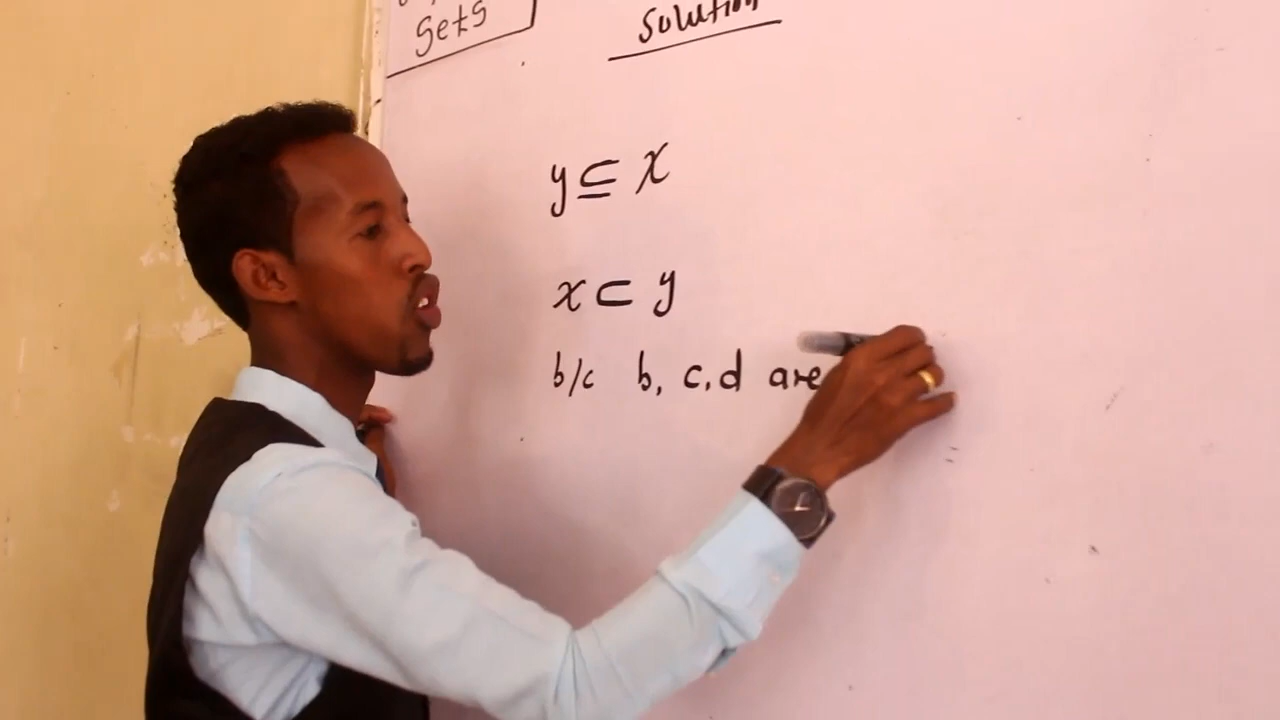 Sets
Solution
y ⊆ x
x ⊂ y
b/c b, c, d are